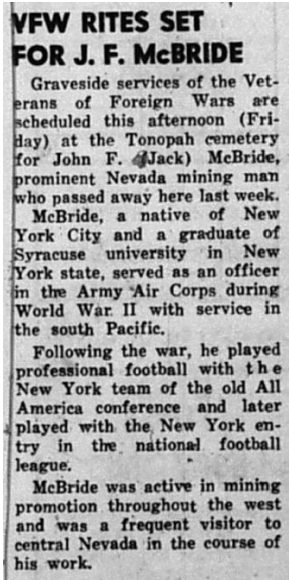 VFW RITES SET
FOR J. F. McBRIDE
Graveside services of the Vet-
erans of Foreign Wars are
scheduled this afternoon (Fri-
day) at the Tonopah cemetery
for John F. (Jack) McBride,
prominent Nevada mining man
who passed away here last week.
McBride, a native of New
York City and a graduate of
Syracuse university in New
York state, served as an officer
in the Army Air Corps during
World War II with service in
the south Pacific.
Following the war, he played
professional football with the
New York team of the old All
America conference and later
played with the New York en-
try in the national football
league.
McBride was active in mining
promotion throughout the west
and was a frequent visitor to
central Nevada in the course of
his work.